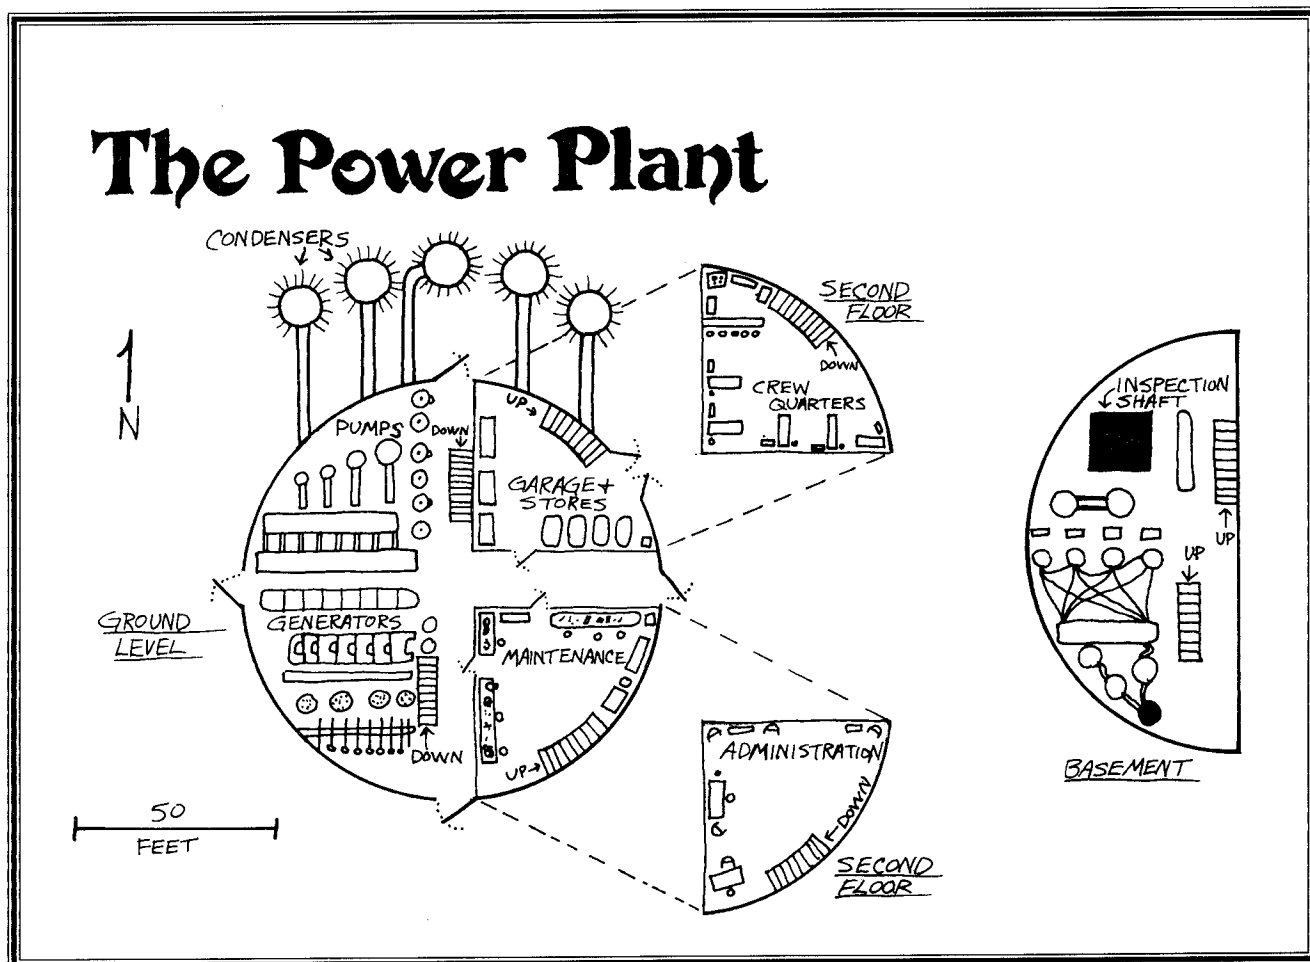 The Power Plant
CONDENSERS
N
PUMPS
DOWN
UP
GARAGE +
STORES
GENERATORS
GROUND
LEVEL
MAINTENANCE
DOWN
UP
50
FEET
SECOND
FLOOR
DOWN
CREW
QUARTERS
ADMINISTRATION
DOWN
SECOND
FLOOR
INSPECTION
SHAFT
UP
UP
BASEMENT